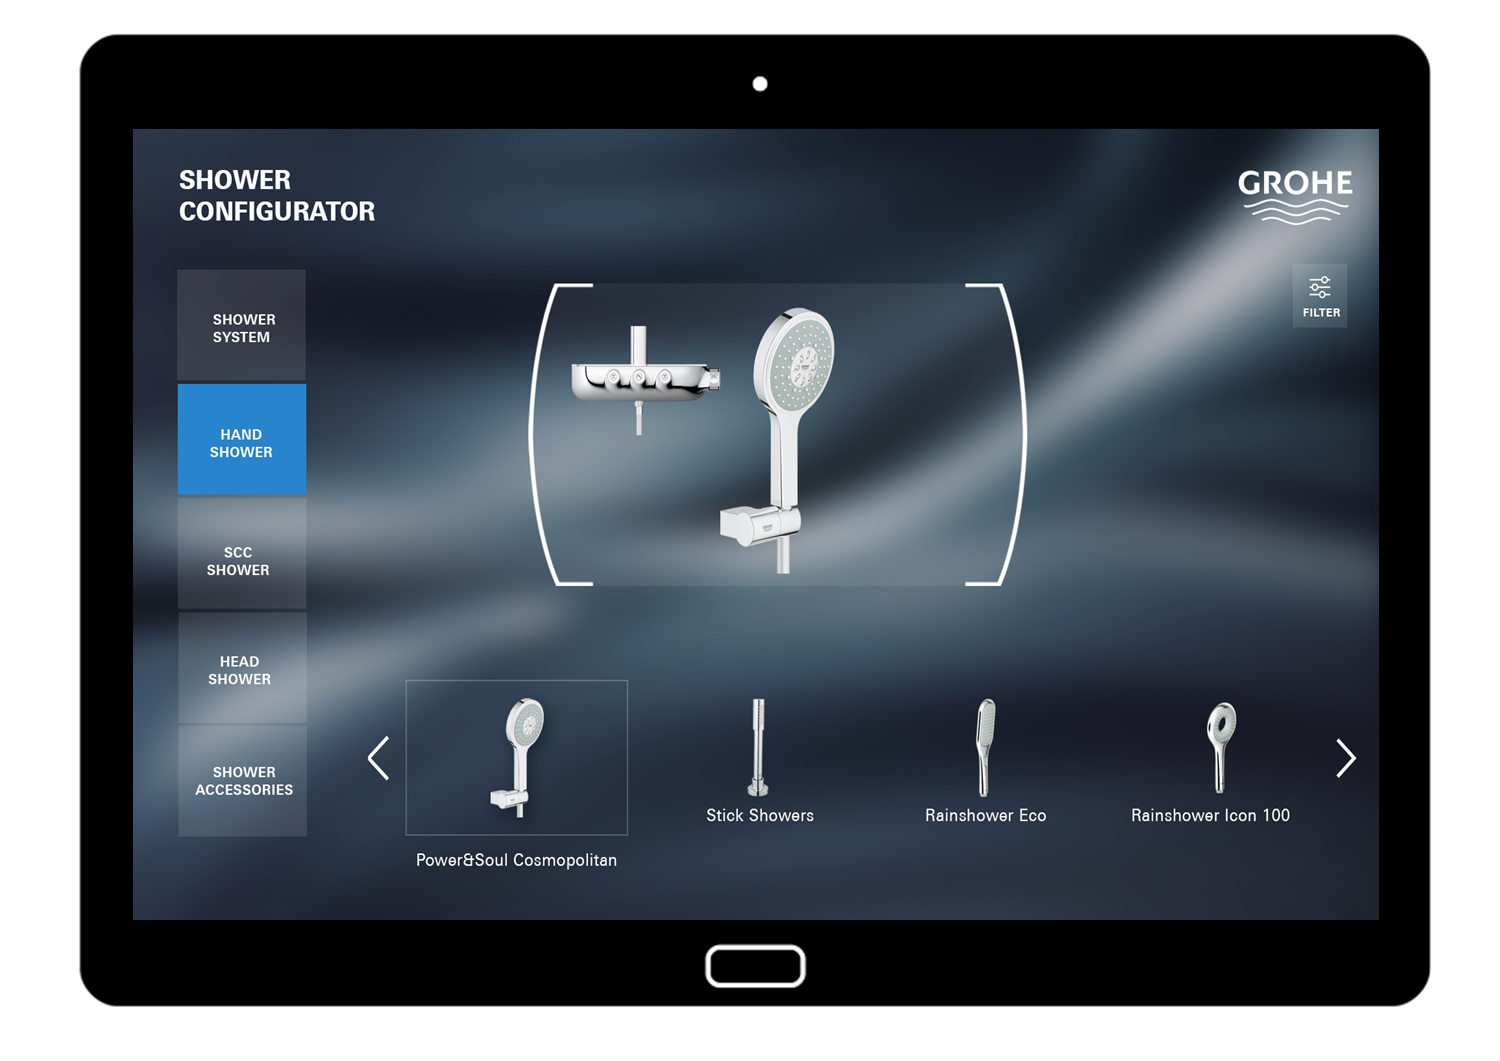 SHOWER
CONFIGURATOR
GROHE
FILTER
SHOWER
SYSTEM
HAND
SHOWER
SCC
SHOWER
HEAD
SHOWER
SHOWER
ACCESSORIES
Power&Soul Cosmopolitan
Stick Showers
Rainshower Eco
Rainshower Icon 100